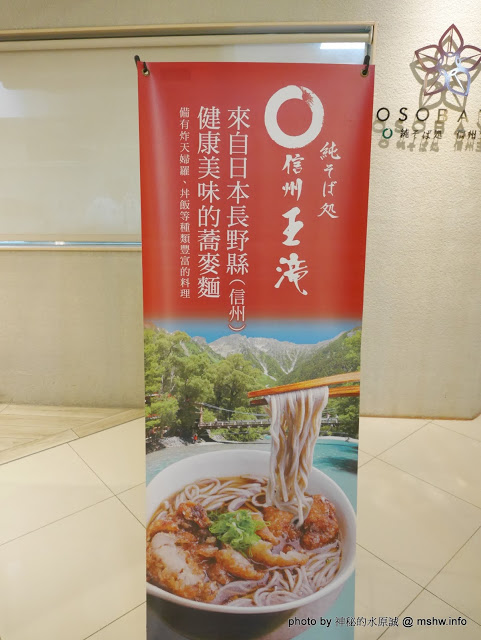 純そば処
信州王滝
來自日本長野縣（信州）
健康美味的蕎麥麵
備有炸天婦羅、丼飯等種類豐富的料理
OSOBA
純そば処 信州
photo by 神秘的水原滅 @ mshw.info